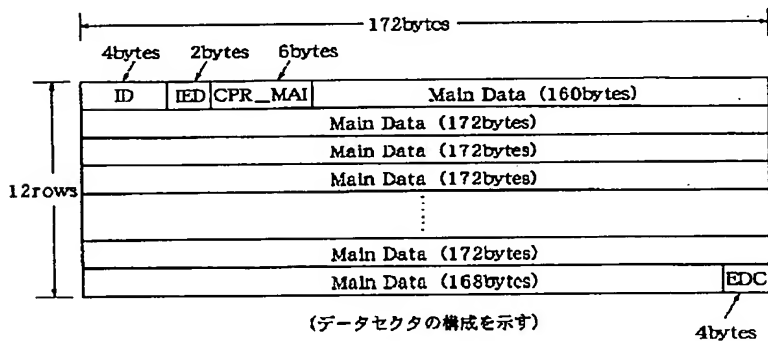 172bytes
4bytes 2bytes 6bytes
ID IED CPR_MAI Main Data (160bytes)
Main Data (172bytes)
Main Data (172bytes)
Main Data (172bytes)
12rows
Main Data (172bytes)
Main Data (168bytes) EDC
(データセクタの構成を示す)
4bytes